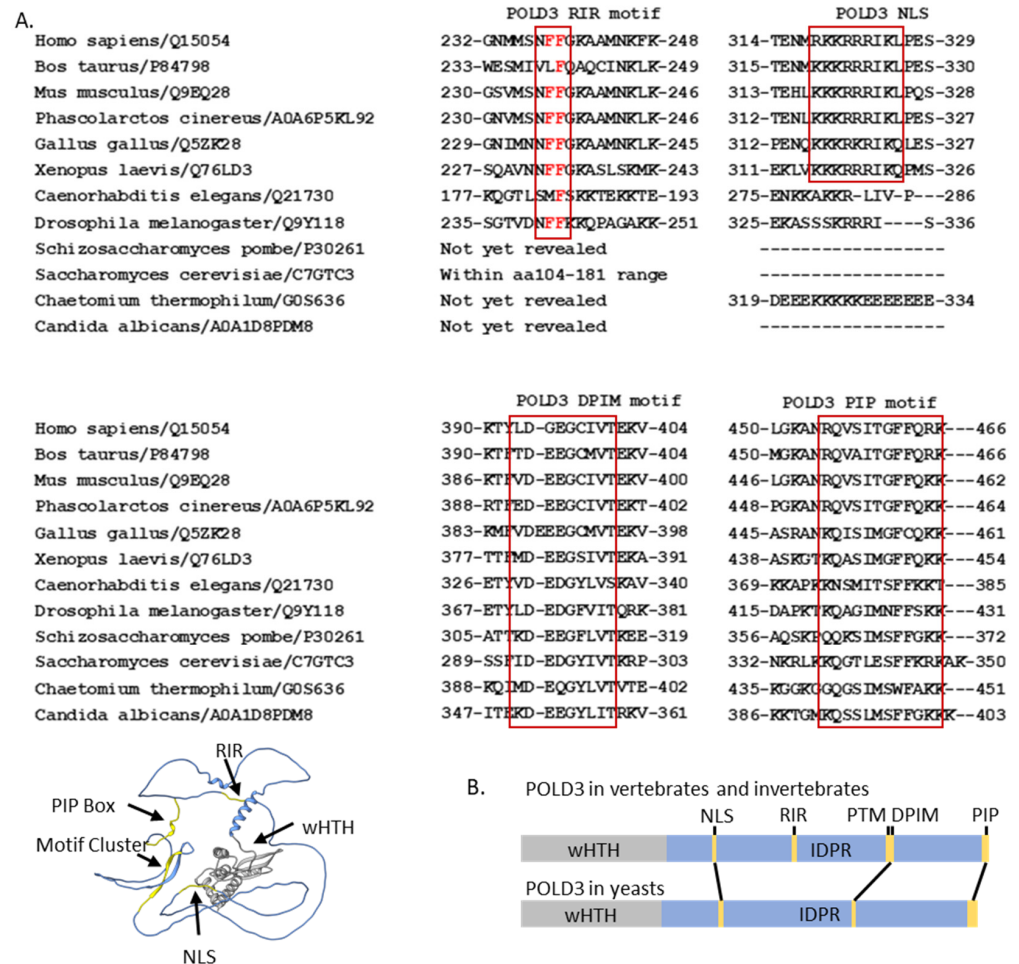 A.
POLD3 RIR motif POLD3 NLS
Homo sapiens/Q15054 232-GNMMSNFFGKAAMNKFK-248 314-TENMRKKKRRRIKLPES-329
Bos taurus/P84798 233-WESMIVLFQAQCINKLK-249 315-TENMKKKRRRIKLPES-330
Mus musculus/Q9EQ28 230-GSVMSNFFGKAAMNKLK-246 313-TEHLKKKRRRIKLPQS-328
Phascolarctos cinereus/A0A6P5KL92 230-GNVMSNFFGKAAMNKLK-246 312-TENLKKKRRRIKLPES-327
Gallus gallus/Q5ZK28 229-GNIMNNFFGKAAMNKLK-245 312-PENQKKKRRRIKQLES-327
Xenopus laevis/Q76LD3 227-SQAVNNFFGKASLSKMK-243 311-EKLVKKKRRRIKQPMS-326
Caenorhabditis elegans/Q21730 177-KQGTLSMFSKKTEKKTE-193 275-ENKKAKKR-LIV-P---286
Drosophila melanogaster/Q9Y118 235-SGTVDNFFKKQPAGAKK-251 325-EKASSSKRRRI----S-336
Schizosaccharomyces pombe/P30261 Not yet revealed ------------------
Saccharomyces cerevisiae/C7GTC3 Within aa104-181 range ------------------
Chaetomium thermophilum/G0S636 Not yet revealed 319-DEEEKKKKKEEEEEEE-334
Candida albicans/A0A1D8PDM8 Not yet revealed ------------------
POLD3 DPIM motif POLD3 PIP motif
Homo sapiens/Q15054 390-KTYLD-GEGCIVTEKV-404 450-LGKANRQVSITGFFQRK---466
Bos taurus/P84798 390-KTFTD-EEGCMVTEKV-404 450-MGKANRQVAITGFFQRK---466
Mus musculus/Q9EQ28 386-KTFVD-EEGCIVTEKV-400 446-LGKANRQVSITGFFQKK---462
Phascolarctos cinereus/A0A6P5KL92 388-RTFED-EEGCIVTEKT-402 448-PGKANRQVSITGFFQKK---464
Gallus gallus/Q5ZK28 383-KMFVDEEEGCMVTEKV-398 445-ASRANKQISIMGFCQKK---461
Xenopus laevis/Q76LD3 377-TTFMD-EEGSIVTEKA-391 438-ASKGTKQASIMGFFQKK---454
Caenorhabditis elegans/Q21730 326-ETYVD-EDGYLVSKAV-340 369-KKAPKKNSMITSFFKKT---385
Drosophila melanogaster/Q9Y118 367-ETYLD-EDGFVITQRK-381 415-DAPKTKQAGIMNFFSKK---431
Schizosaccharomyces pombe/P30261 305-ATTKD-EEGFLVTKEE-319 356-AQSKPQQKSIMSFFGKK---372
Saccharomyces cerevisiae/C7GTC3 289-SSFID-EDGYIVTKRP-303 332-NKRLKKQGTLESFFKRKAK-350
Chaetomium thermophilum/G0S636 388-KQIMD-EQGYLVTVTE-402 435-KGGKGGQGSIMSWFAKK---451
Candida albicans/A0A1D8PDM8 347-ITEKD-EEGYLITRKV-361 386-KKTGMKQSSLMSFFGKKK--403
RIR
PIP Box
Motif Cluster
wHTH
NLS
B.
POLD3 in vertebrates and invertebrates
NLS RIR PTM DPIM PIP
wHTH IDPR
POLD3 in yeasts
wHTH IDPR